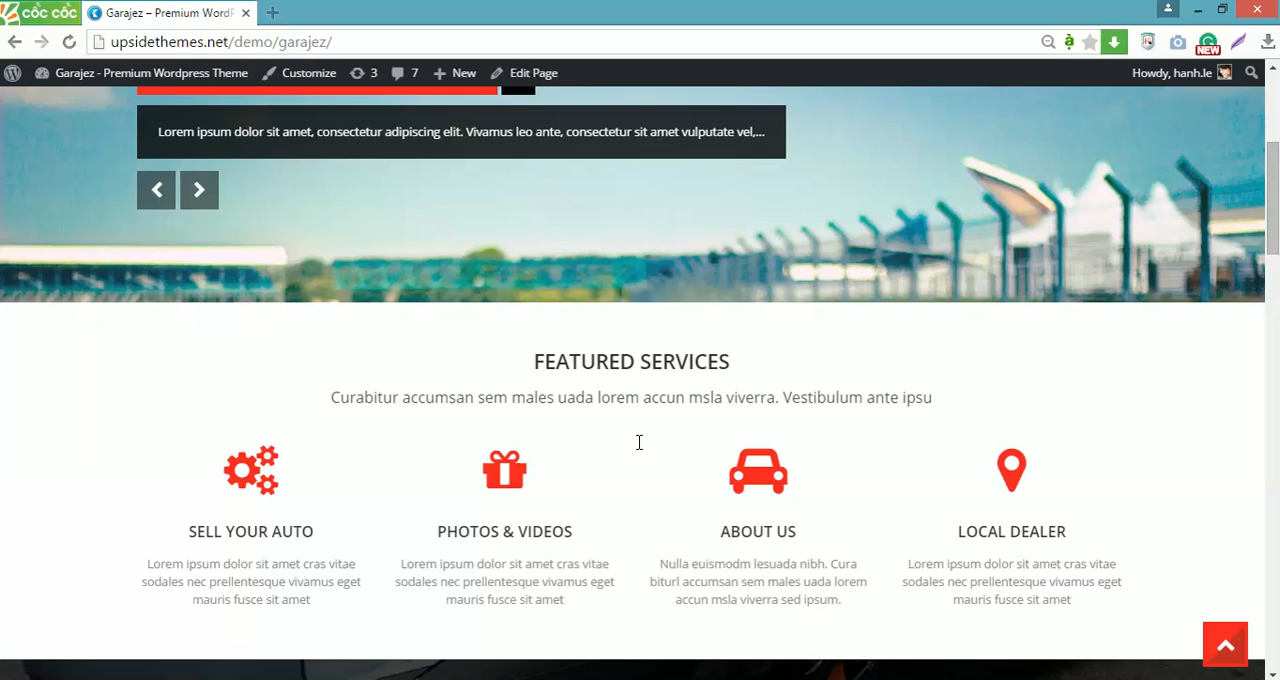 cốc cốc
Garajez – Premium WordP
upsidethemes.net/demo/garajez/
NEW
Garajez - Premium Wordpress Theme
Customize
3
7
New
Edit Page
Howdy, hanh.le
Lorem ipsum dolor sit amet, consectetur adipiscing elit. Vivamus leo ante, consectetur sit amet vulputate vel,...
FEATURED SERVICES
Curabitur accumsan sem males uada lorem accun msla viverra. Vestibulum ante ipsu
SELL YOUR AUTO
Lorem ipsum dolor sit amet cras vitae
sodales nec prellentesque vivamus eget
mauris fusce sit amet
PHOTOS & VIDEOS
Lorem ipsum dolor sit amet cras vitae
sodales nec prellentesque vivamus eget
mauris fusce sit amet
ABOUT US
Nulla euismodm lesuada nibh. Cura
biturl accumsan sem males uada lorem
accun msla viverra sed ipsum.
LOCAL DEALER
Lorem ipsum dolor sit amet cras vitae
sodales nec prellentesque vivamus eget
mauris fusce sit amet